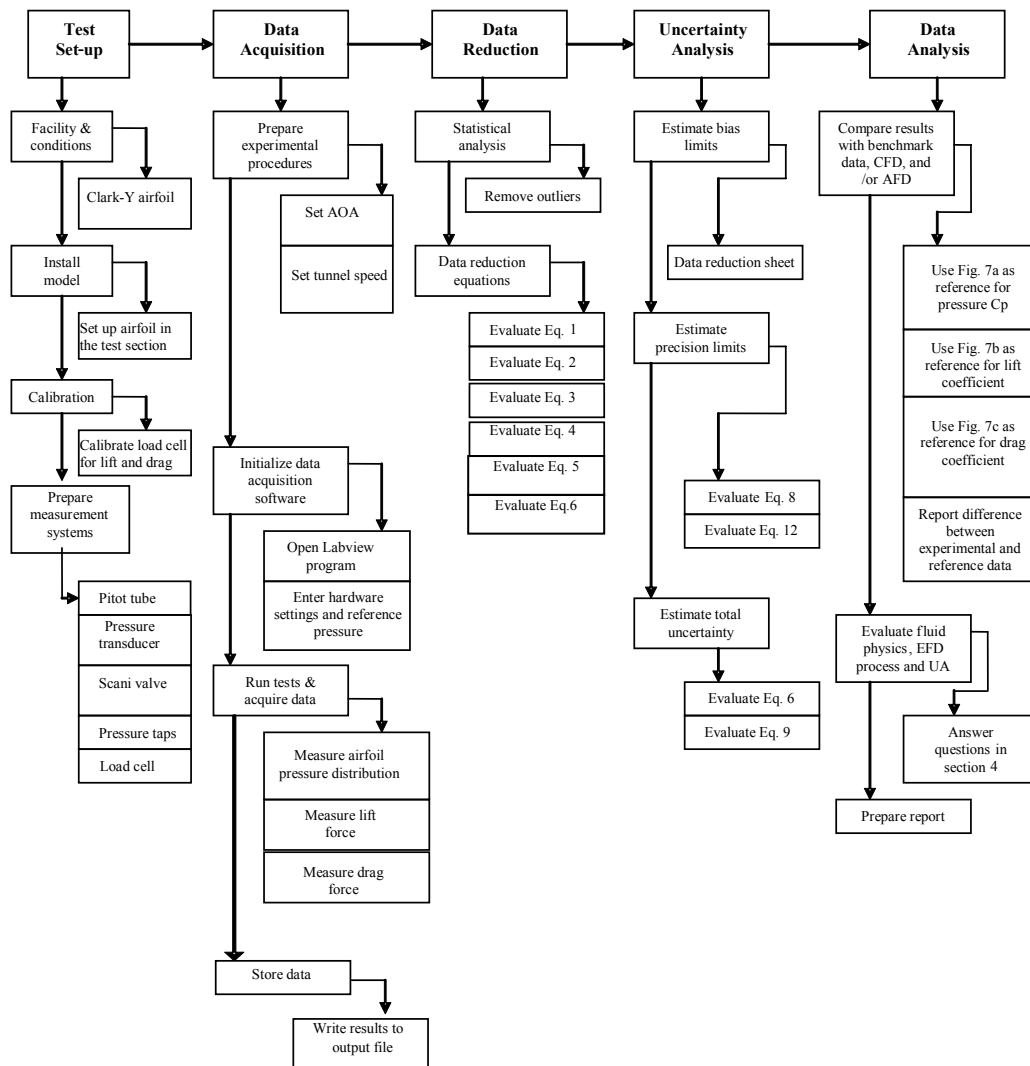 Test
Set-up
Data
Acquisition
Data
Reduction
Uncertainty
Analysis
Data
Analysis
Facility &
conditions
Clark-Y airfoil
Install
model
Set up airfoil in
the test section
Calibration
Calibrate load cell
for lift and drag
Prepare
measurement
systems
Pitot tube
Pressure
transducer
Scani valve
Pressure taps
Load cell
Prepare
experimental
procedures
Set AOA
Set tunnel speed
Initialize data
acquisition
software
Open Labview
program
Enter hardware
settings and reference
pressure
Run tests &
acquire data
Measure airfoil
pressure distribution
Measure lift
force
Measure drag
force
Store data
Write results to
output file
Statistical
analysis
Remove outliers
Data reduction
equations
Evaluate Eq. 1
Evaluate Eq. 2
Evaluate Eq. 3
Evaluate Eq. 4
Evaluate Eq. 5
Evaluate Eq.6
Estimate bias
limits
Data reduction sheet
Estimate
precision limits
Evaluate Eq. 8
Evaluate Eq. 12
Estimate total
uncertainty
Evaluate Eq. 6
Evaluate Eq. 9
Compare results
with benchmark
data, CFD, and
/or AFD
Use Fig. 7a as
reference for
pressure Cp
Use Fig. 7b as
reference for lift
coefficient
Use Fig. 7c as
reference for drag
coefficient
Report difference
between
experimental and
reference data
Evaluate fluid
physics, EFD
process and UA
Answer
questions in
section 4
Prepare report